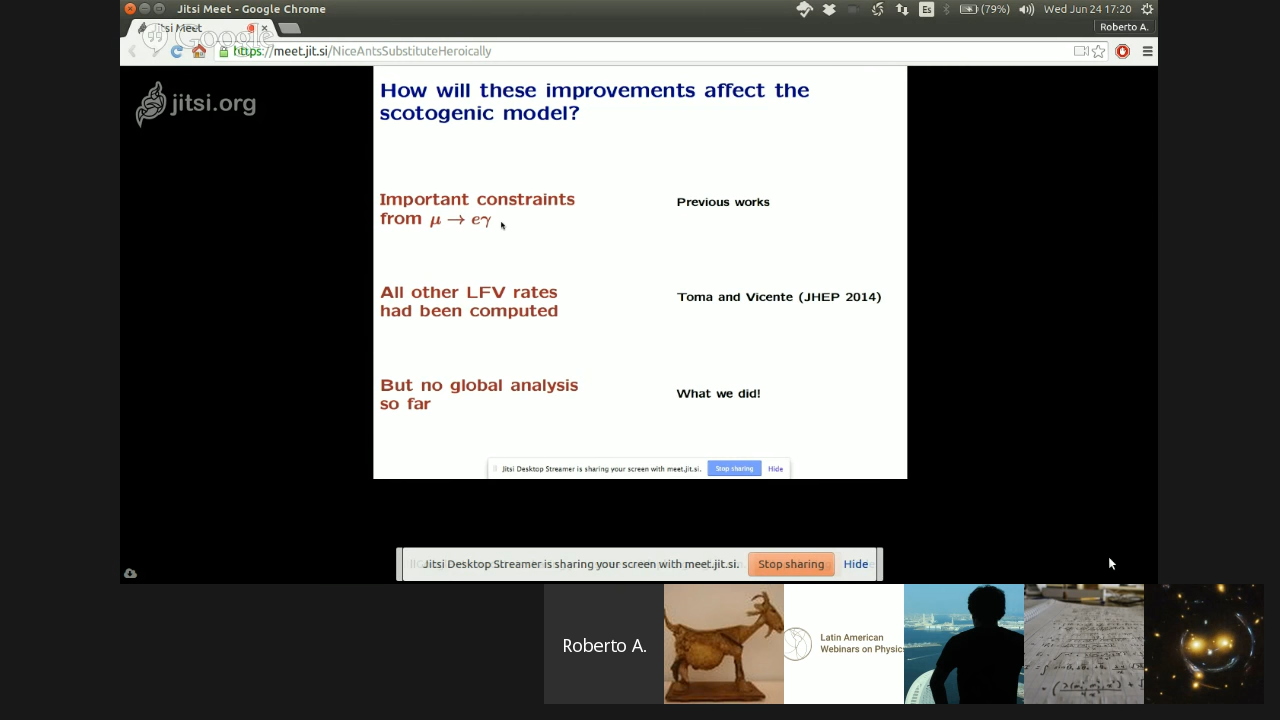 Jitsi Meet - Google Chrome
Es
(79%)
Wed Jun 24 17:20
Jitsi Meet
Google
Roberto A.
https://meet.jit.si/NiceAntsSubstituteHeroically
jitsi.org
How will these improvements affect the
scotogenic model?
Important constraints
from μ → eγ
Previous works
All other LFV rates
had been computed
Toma and Vicente (JHEP 2014)
But no global analysis
so far
What we did!
Jitsi Desktop Streamer is sharing your screen with meet.jit.si.
Stop sharing
Hide
Jitsi Desktop Streamer is sharing your screen with meet.jit.si.
Stop sharing
Hide
Roberto A.
Latin American
Webinars on Physics